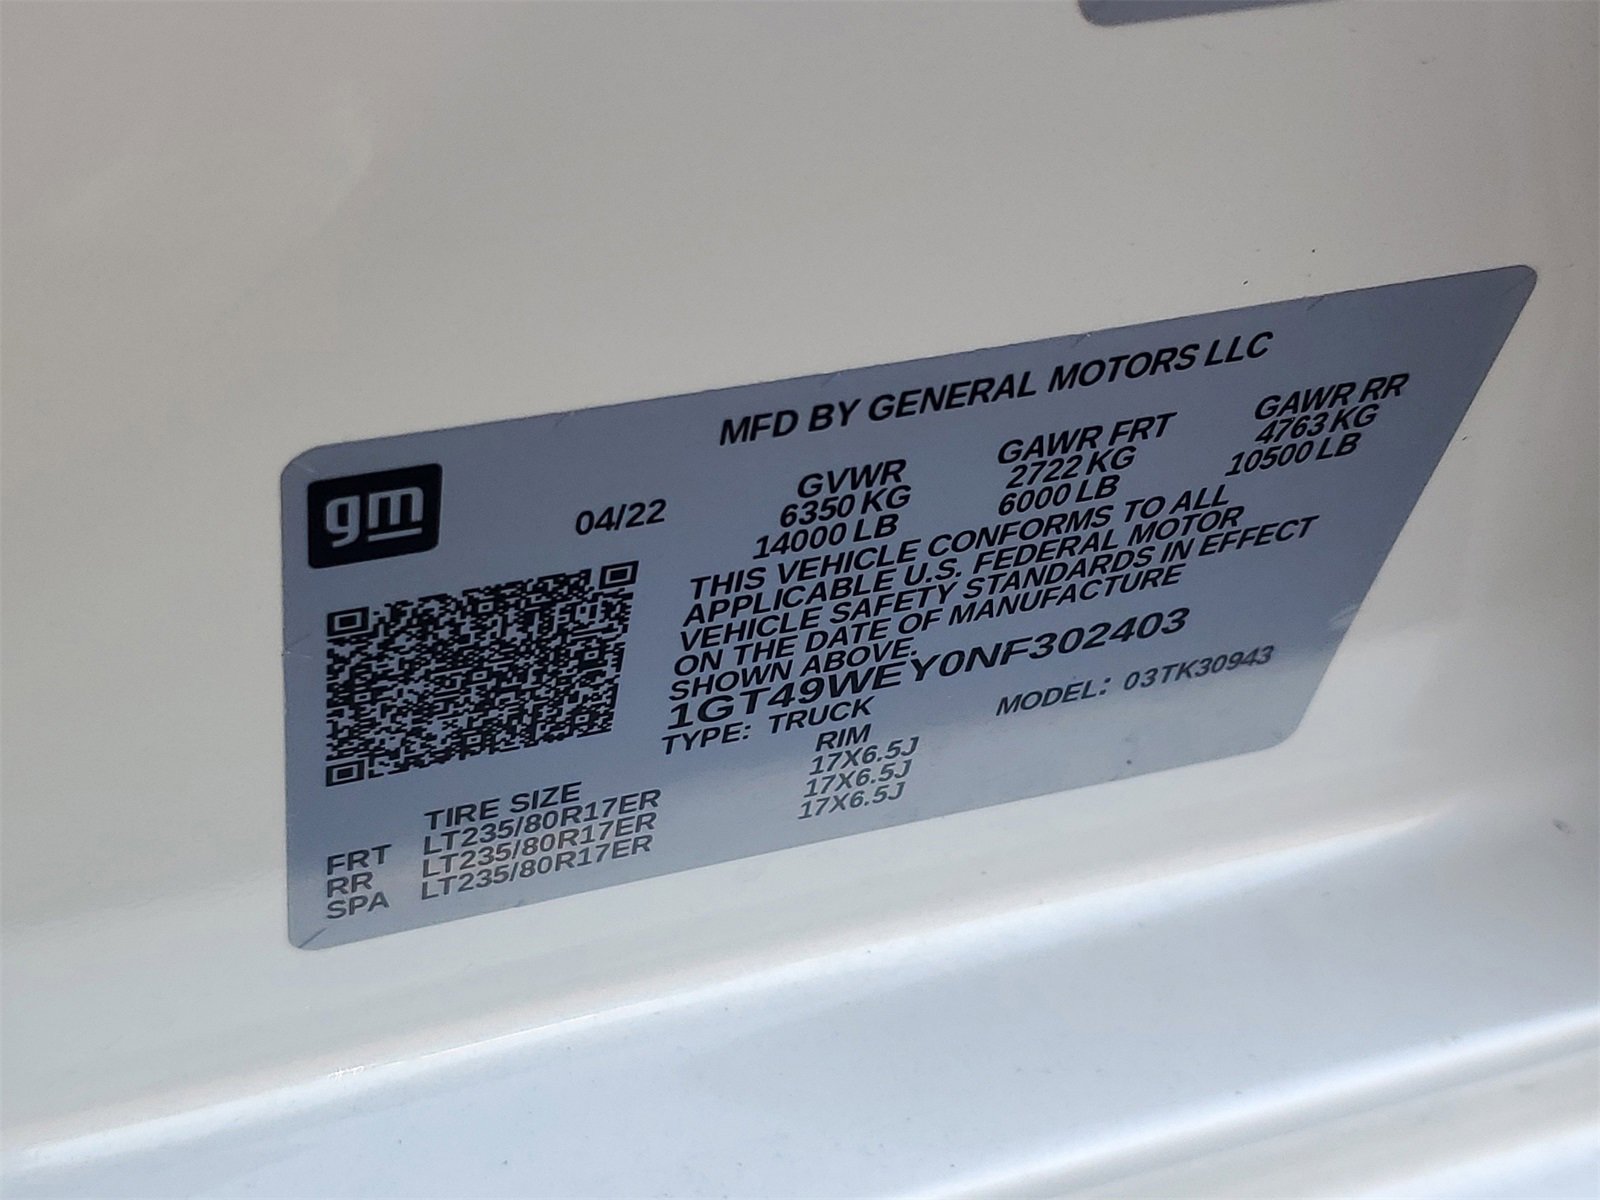 MFD BY GENERAL MOTORS LLC
gm
04/22
GVWR GAWR FRT GAWR RR
6350 KG 2722 KG 4763 KG
14000 LB 6000 LB 10500 LB
THIS VEHICLE CONFORMS TO ALL
APPLICABLE U.S. FEDERAL MOTOR
VEHICLE SAFETY STANDARDS IN EFFECT
ON THE DATE OF MANUFACTURE
SHOWN ABOVE.
1GT49WEY0NF302403
TYPE: TRUCK MODEL: 03TK30943
TIRE SIZE RIM
FRT LT235/80R17ER 17X6.5J
RR LT235/80R17ER 17X6.5J
SPA LT235/80R17ER 17X6.5J